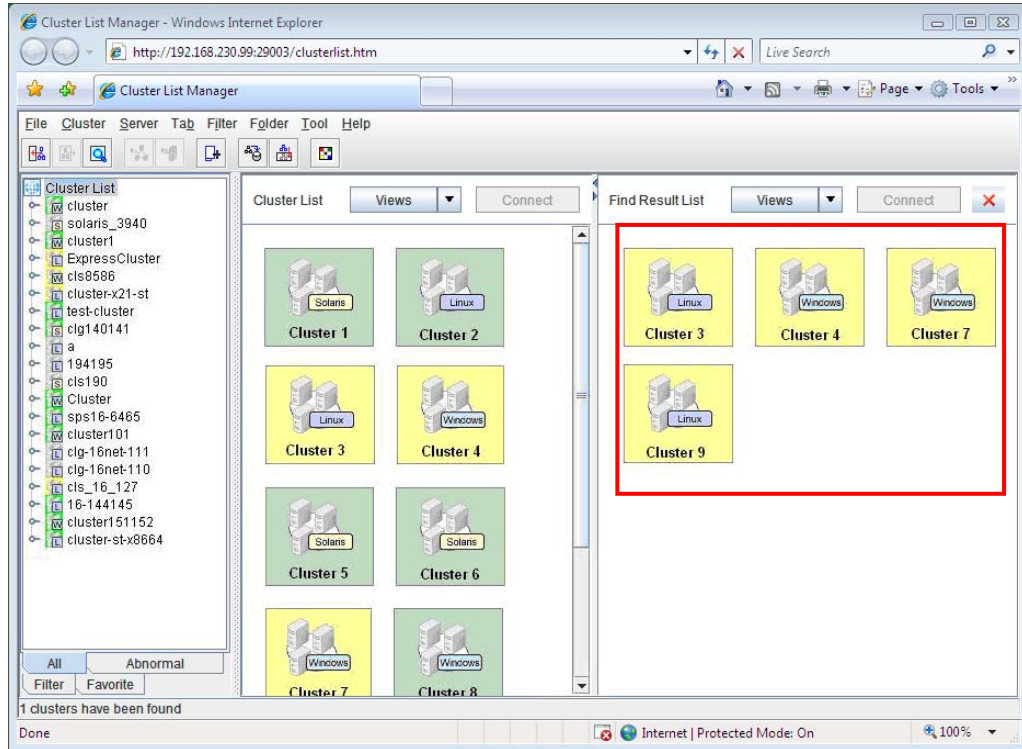 Cluster List Manager - Windows Internet Explorer
http://192.168.230.99:29003/clusterlist.htm
Live Search
Cluster List Manager
Page
Tools
File Cluster Server Tab Filter Folder Tool Help
Cluster List
cluster
solaris_3940
cluster1
ExpressCluster
cls8586
cluster-x21-st
test-cluster
clg140141
a
194195
cls190
Cluster
sps16-6465
cluster101
clg-16net-111
clg-16net-110
cls_16_127
16-144145
cluster151152
cluster-st-x8664
All Abnormal
Filter Favorite
Cluster List Views Connect
Solaris
Cluster 1
Linux
Cluster 2
Linux
Cluster 3
Windows
Cluster 4
Solaris
Cluster 5
Solaris
Cluster 6
Windows
Cluster 7
Windows
Cluster 8
Find Result List Views Connect
Linux
Cluster 3
Windows
Cluster 4
Windows
Cluster 7
Linux
Cluster 9
1 clusters have been found
Done
Internet | Protected Mode: On
100%